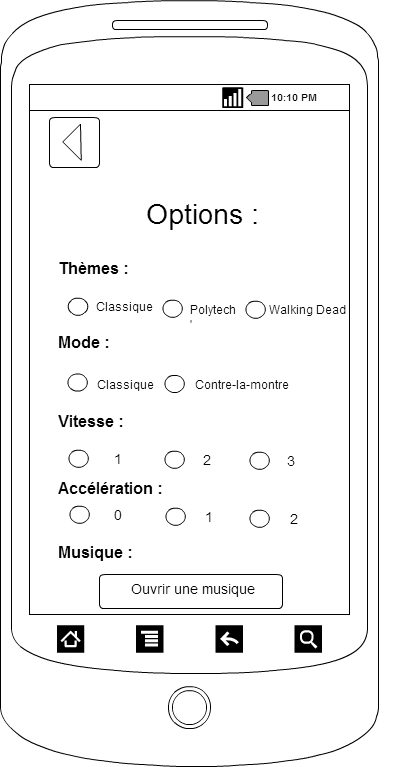 10:10 PM
Options :
Thèmes :
Classique Polytech Walking Dead
'
Mode :
Classique Contre-la-montre
Vitesse :
1 2 3
Accélération :
0 1 2
Musique :
Ouvrir une musique